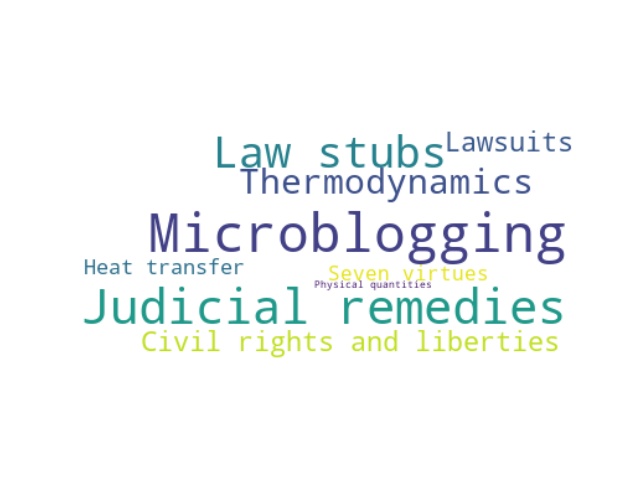 Law stubs
Lawsuits
Thermodynamics
Microblogging
Heat transfer
Seven virtues
Physical quantities
Judicial remedies
Civil rights and liberties